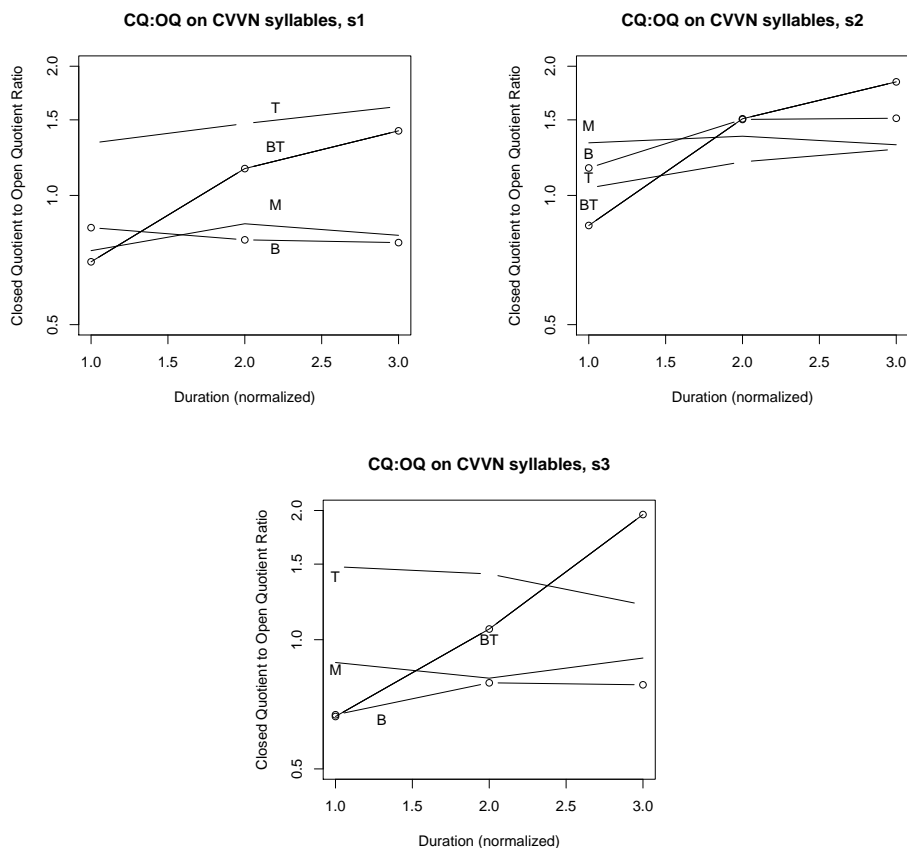 CQ:OQ on CVVN syllables, s1
Closed Quotient to Open Quotient Ratio
2.0
1.5
1.0
0.5
T
BT
M
B
1.0 1.5 2.0 2.5 3.0
Duration (normalized)
CQ:OQ on CVVN syllables, s2
Closed Quotient to Open Quotient Ratio
2.0
1.5
1.0
0.5
M
B
T
BT
1.0 1.5 2.0 2.5 3.0
Duration (normalized)
CQ:OQ on CVVN syllables, s3
Closed Quotient to Open Quotient Ratio
2.0
1.5
1.0
0.5
T
BT
M
B
1.0 1.5 2.0 2.5 3.0
Duration (normalized)